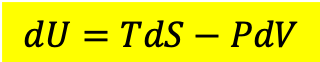 dU = TdS − PdV